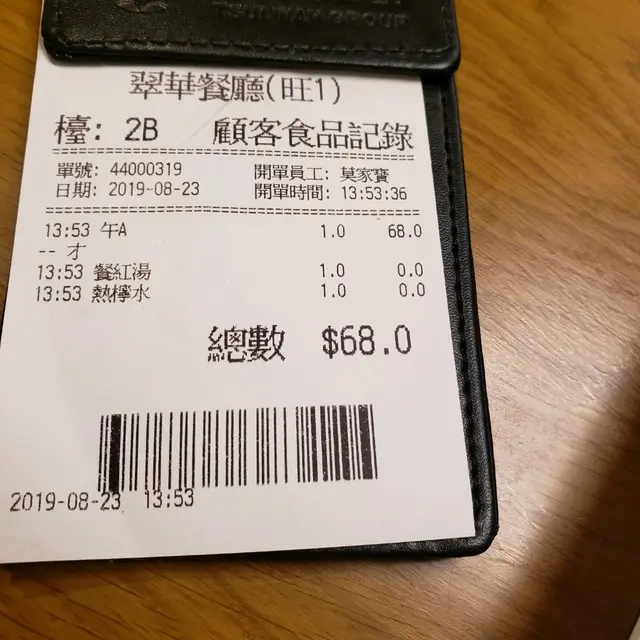 TSUIWAH GROUP
翠華餐廳(旺1)
檯: 2B 顧客食品記錄
單號: 44000319 開單員工: 莫家寶
日期: 2019-08-23 開單時間: 13:53:36
13:53 午A 1.0 68.0
-- 才
13:53 餐紅湯 1.0 0.0
13:53 熱檸水 1.0 0.0
總數 $68.0
2019-08-23 13:53